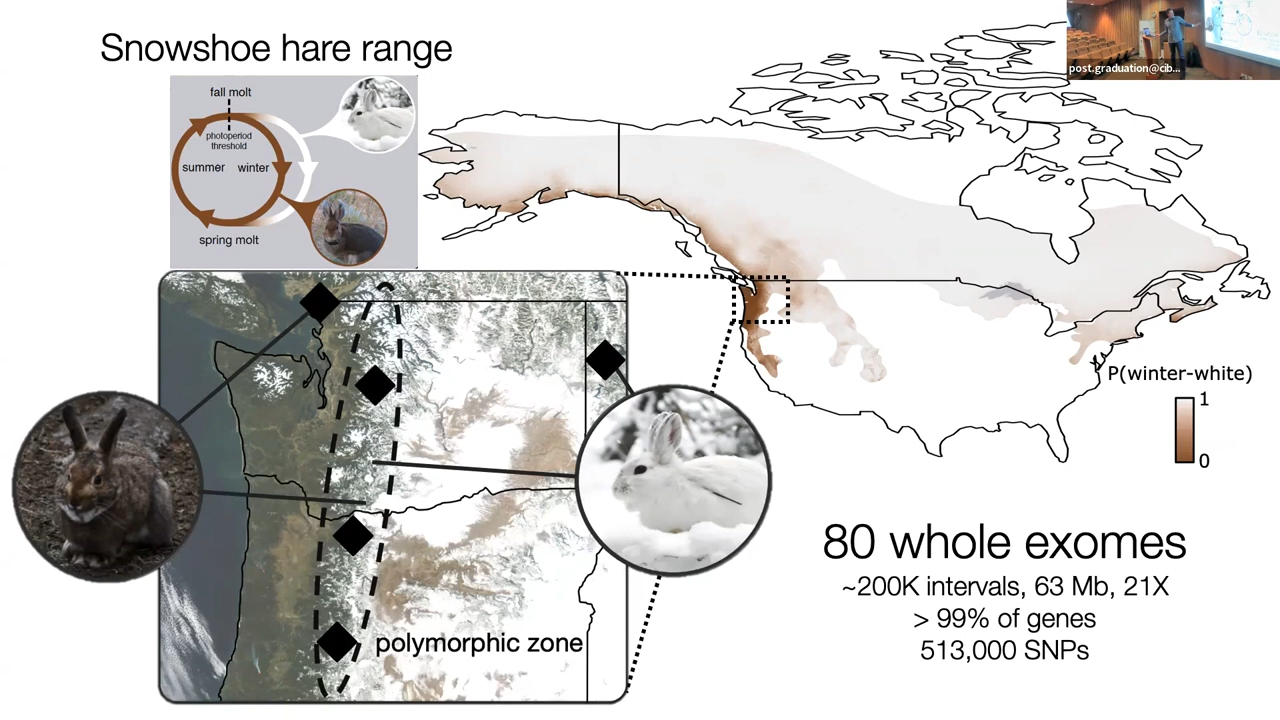 Snowshoe hare range
fall molt
photoperiod
threshold
summer winter
spring molt
post.graduation@cib...
P(winter-white)
1
0
polymorphic zone
80 whole exomes
~200K intervals, 63 Mb, 21X
> 99% of genes
513,000 SNPs